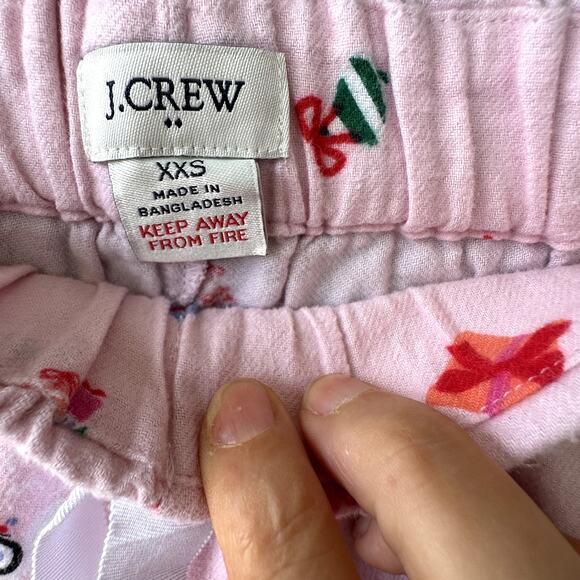 J.CREW
XXS
MADE IN
BANGLADESH
KEEP AWAY
FROM FIRE